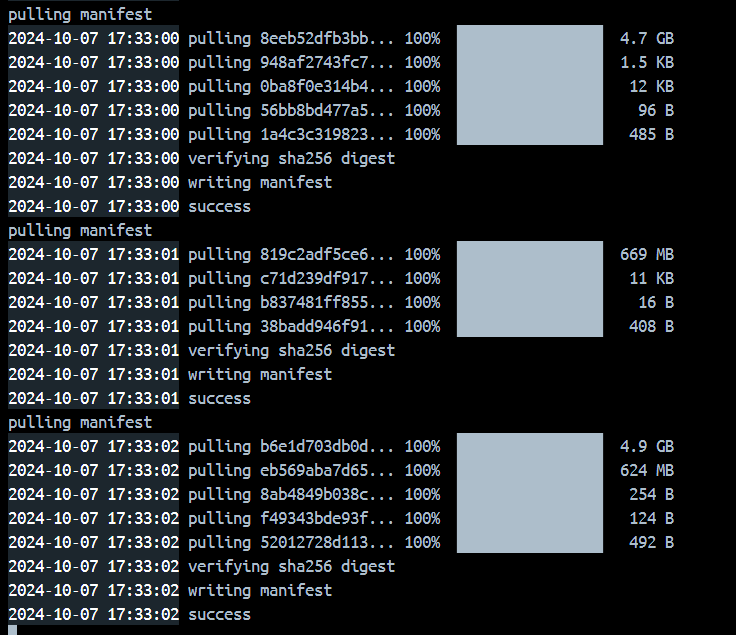 pulling manifest
2024-10-07 17:33:00 pulling 8eeb52dfb3bb... 100% 4.7 GB
2024-10-07 17:33:00 pulling 948af2743fc7... 100% 1.5 KB
2024-10-07 17:33:00 pulling 0ba8f0e314b4... 100% 12 KB
2024-10-07 17:33:00 pulling 56bb8bd477a5... 100% 96 B
2024-10-07 17:33:00 pulling 1a4c3c319823... 100% 485 B
2024-10-07 17:33:00 verifying sha256 digest
2024-10-07 17:33:00 writing manifest
2024-10-07 17:33:00 success
pulling manifest
2024-10-07 17:33:01 pulling 819c2adf5ce6... 100% 669 MB
2024-10-07 17:33:01 pulling c71d239df917... 100% 11 KB
2024-10-07 17:33:01 pulling b837481ff855... 100% 16 B
2024-10-07 17:33:01 pulling 38badd946f91... 100% 408 B
2024-10-07 17:33:01 verifying sha256 digest
2024-10-07 17:33:01 writing manifest
2024-10-07 17:33:01 success
pulling manifest
2024-10-07 17:33:02 pulling b6e1d703db0d... 100% 4.9 GB
2024-10-07 17:33:02 pulling eb569aba7d65... 100% 624 MB
2024-10-07 17:33:02 pulling 8ab4849b038c... 100% 254 B
2024-10-07 17:33:02 pulling f49343bde93f... 100% 124 B
2024-10-07 17:33:02 pulling 52012728d113... 100% 492 B
2024-10-07 17:33:02 verifying sha256 digest
2024-10-07 17:33:02 writing manifest
2024-10-07 17:33:02 success